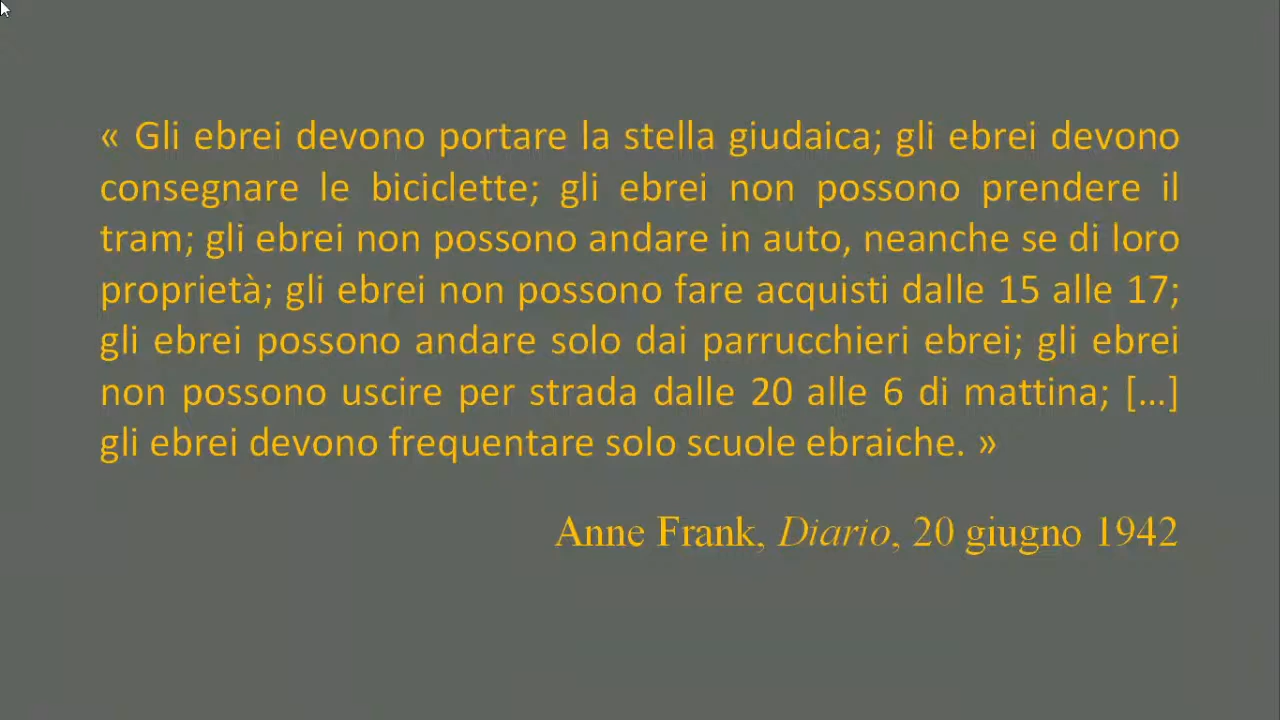 « Gli ebrei devono portare la stella giudaica; gli ebrei devono
consegnare le biciclette; gli ebrei non possono prendere il
tram; gli ebrei non possono andare in auto, neanche se di loro
proprietà; gli ebrei non possono fare acquisti dalle 15 alle 17;
gli ebrei possono andare solo dai parrucchieri ebrei; gli ebrei
non possono uscire per strada dalle 20 alle 6 di mattina; […]
gli ebrei devono frequentare solo scuole ebraiche. »
Anne Frank, Diario, 20 giugno 1942